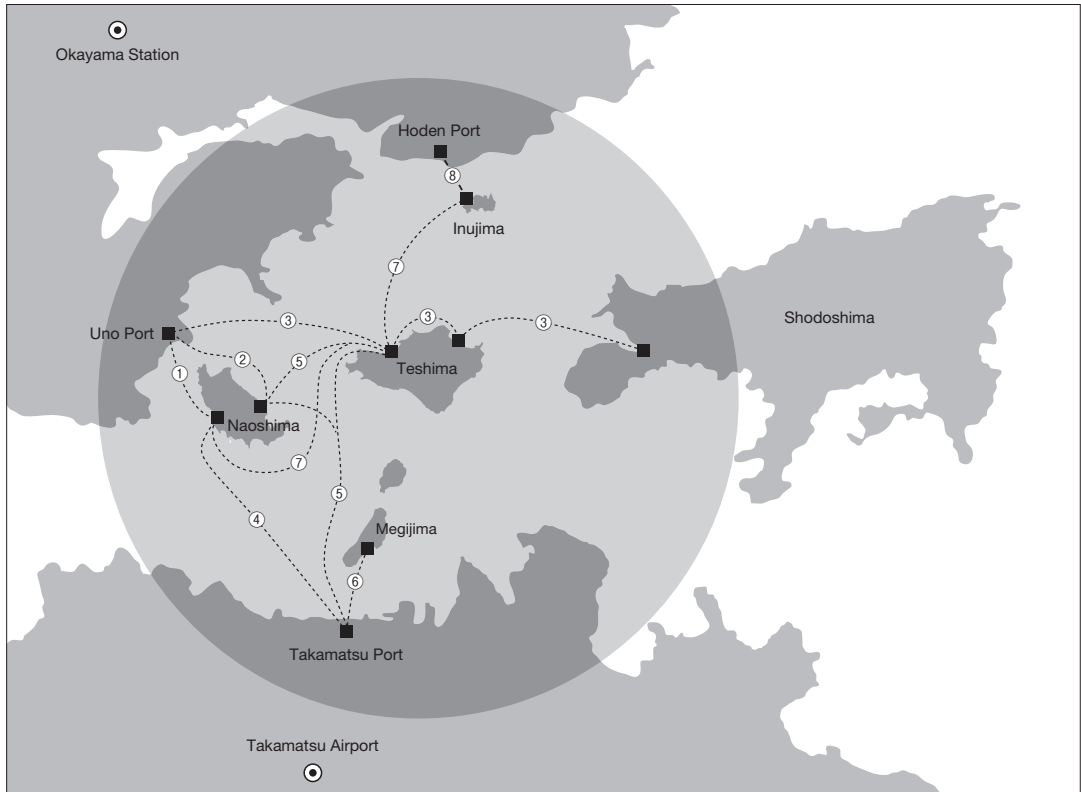 Okayama Station
Hoden Port
8
Inujima
7
Uno Port
3
3
3
Shodoshima
2
5
Teshima
1
Naoshima
7
5
4
Megijima
6
Takamatsu Port
Takamatsu Airport